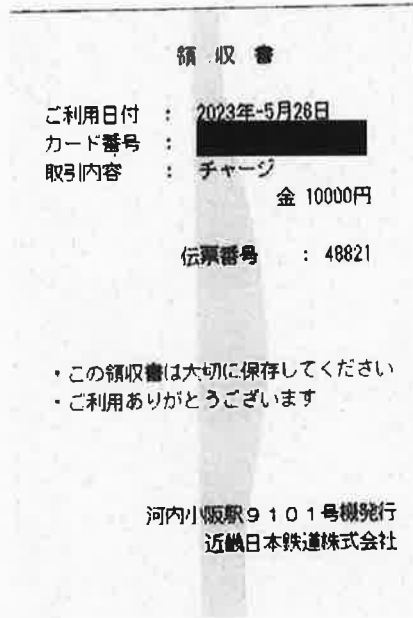 領収書
ご利用日付 : 2023年-5月26日
カード番号 :
取引内容 : チャージ
金 10000円
伝票番号 : 48821
・この領収書は大切に保存してください
・ご利用ありがとうございます
河内小阪駅9101号機発行
近畿日本鉄道株式会社